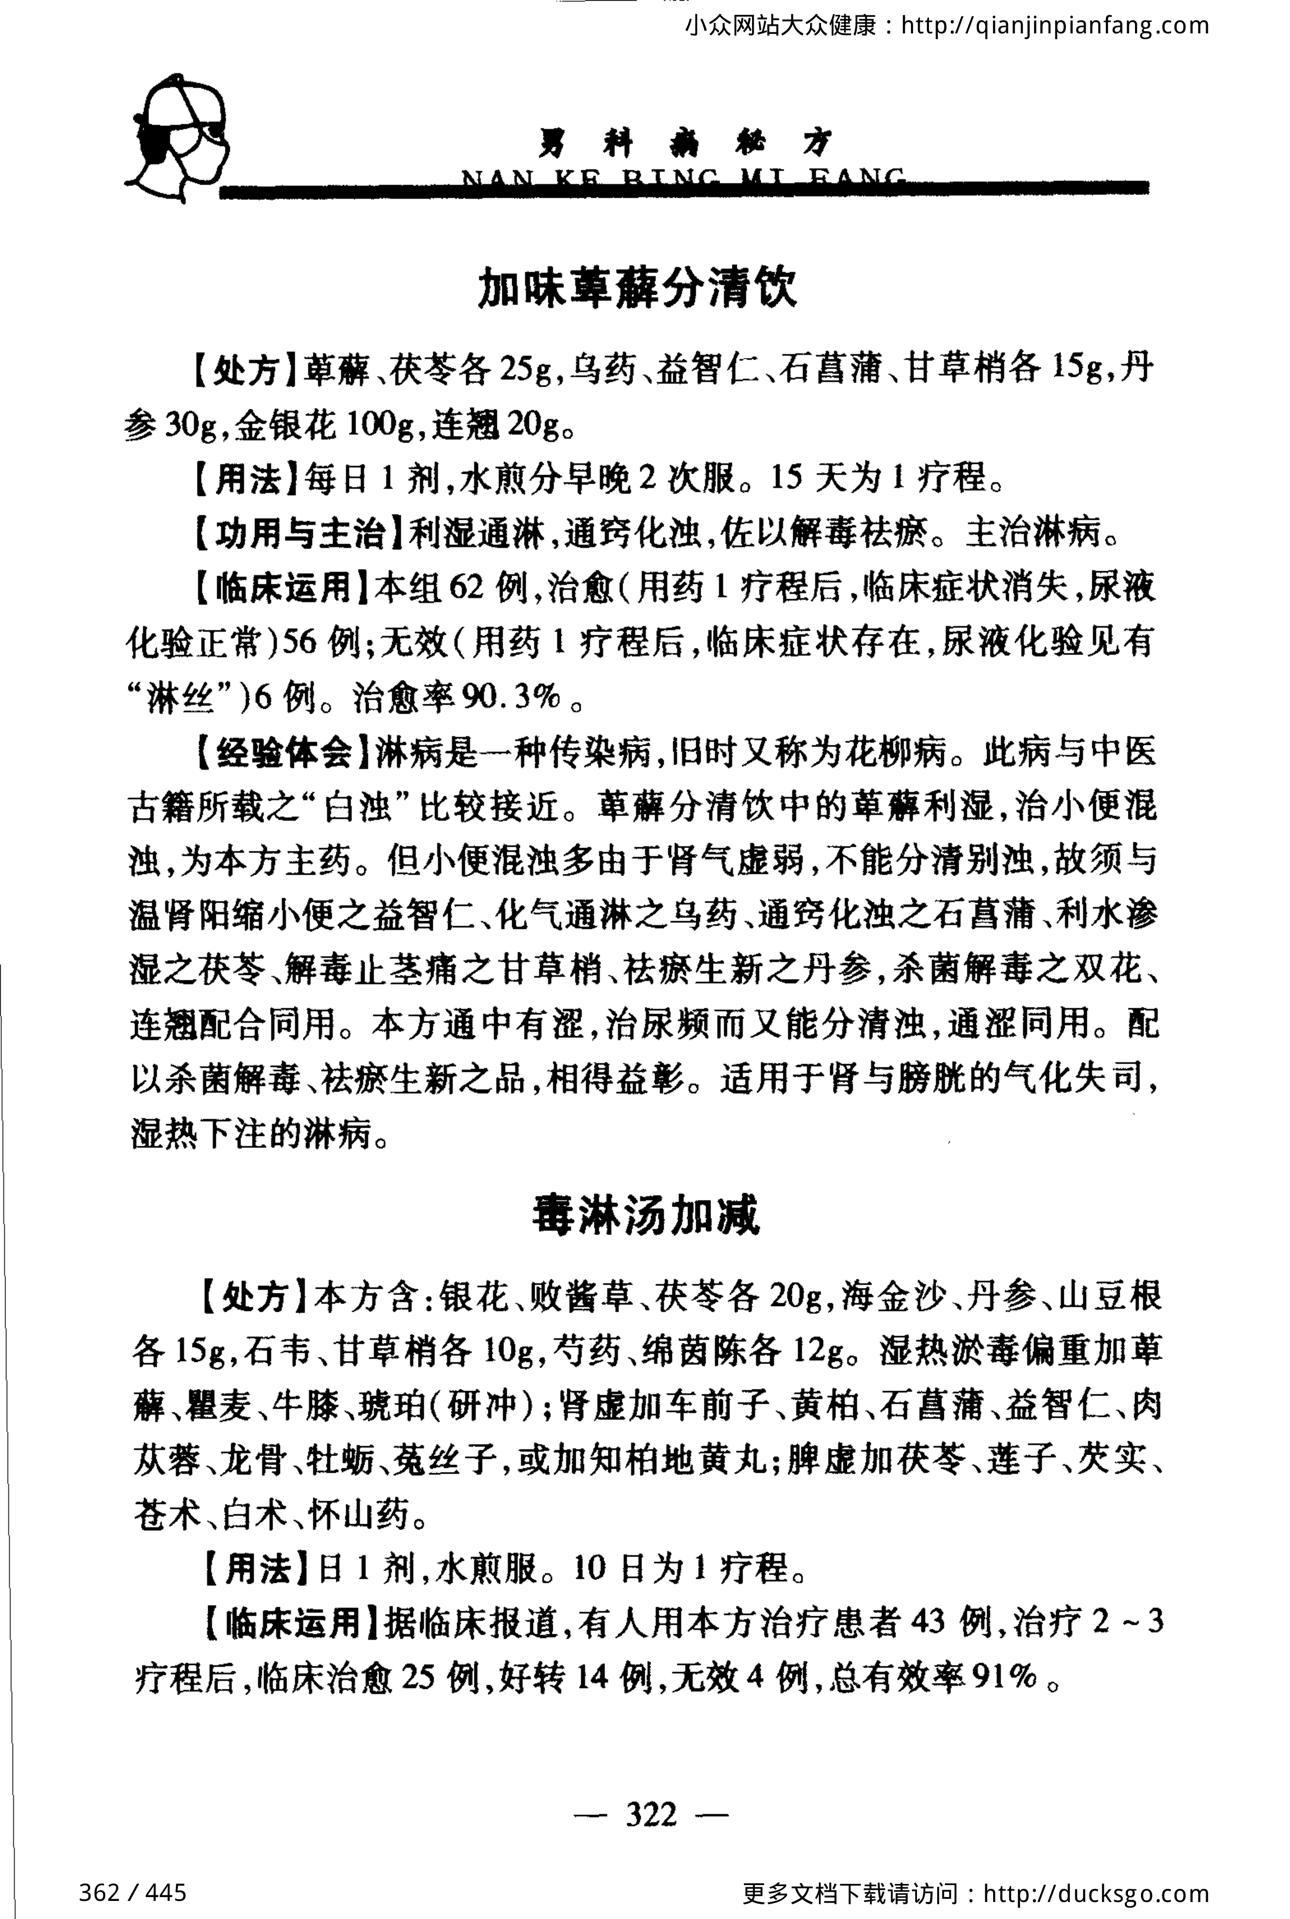 小众网站大众健康：http://qianjinpianfang.com
男科病秘方
NAN KE BING MI FANG
加味萆薢分清饮
【处方】萆薢、茯苓各25g,乌药、益智仁、石菖蒲、甘草梢各15g,丹
参30g,金银花100g,连翘20g。
【用法】每日1剂,水煎分早晚2次服。15天为1疗程。
【功用与主治】利湿通淋,通窍化浊,佐以解毒祛瘀。主治淋病。
【临床运用】本组62例,治愈(用药1疗程后,临床症状消失,尿液
化验正常)56例;无效(用药1疗程后,临床症状存在,尿液化验见有
“淋丝”)6例。治愈率90.3%。
【经验体会】淋病是一种传染病,旧时又称为花柳病。此病与中医
古籍所载之“白浊”比较接近。萆薢分清饮中的萆薢利湿,治小便混
浊,为本方主药。但小便混浊多由于肾气虚弱,不能分清别浊,故须与
温肾阳缩小便之益智仁、化气通淋之乌药、通窍化浊之石菖蒲、利水渗
湿之茯苓、解毒止茎痛之甘草梢、祛瘀生新之丹参,杀菌解毒之双花、
连翘配合同用。本方通中有涩,治尿频而又能分清浊,通涩同用。配
以杀菌解毒、祛瘀生新之品,相得益彰。适用于肾与膀胱的气化失司,
湿热下注的淋病。
毒淋汤加减
【处方】本方含:银花、败酱草、茯苓各20g,海金沙、丹参、山豆根
各15g,石韦、甘草梢各10g,芍药、绵茵陈各12g。湿热淤毒偏重加萆
薢、瞿麦、牛膝、琥珀(研冲);肾虚加车前子、黄柏、石菖蒲、益智仁、肉
苁蓉、龙骨、牡蛎、菟丝子,或加知柏地黄丸;脾虚加茯苓、莲子、芡实、
苍术、白术、怀山药。
【用法】日1剂,水煎服。10日为1疗程。
【临床运用】据临床报道,有人用本方治疗患者43例,治疗2～3
疗程后,临床治愈25例,好转14例,无效4例,总有效率91%。
— 322 —
362 / 445
更多文档下载请访问：http://ducksgo.com